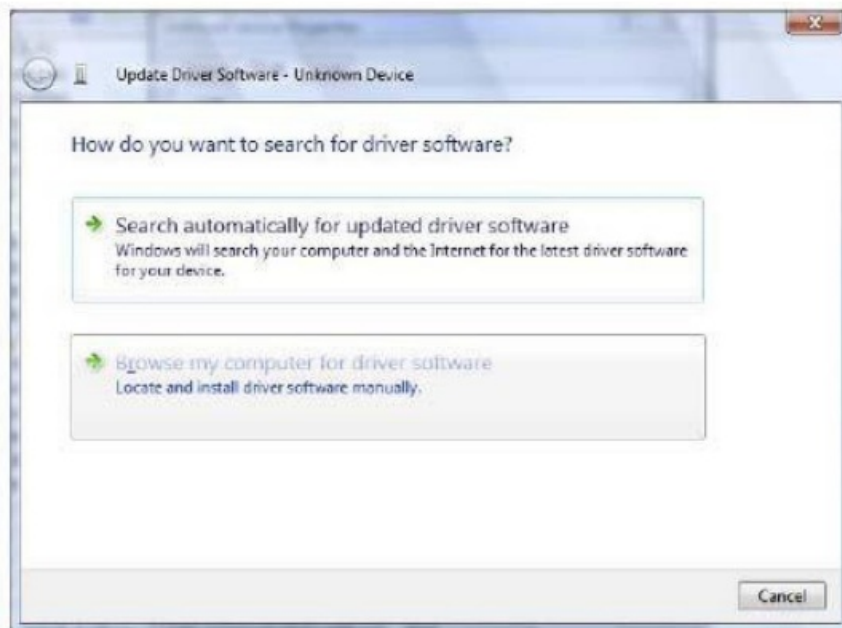 Update Driver Software - Unknown Device
How do you want to search for driver software?
Search automatically for updated driver software
Windows will search your computer and the Internet for the latest driver software
for your device.
Browse my computer for driver software
Locate and install driver software manually.
Cancel